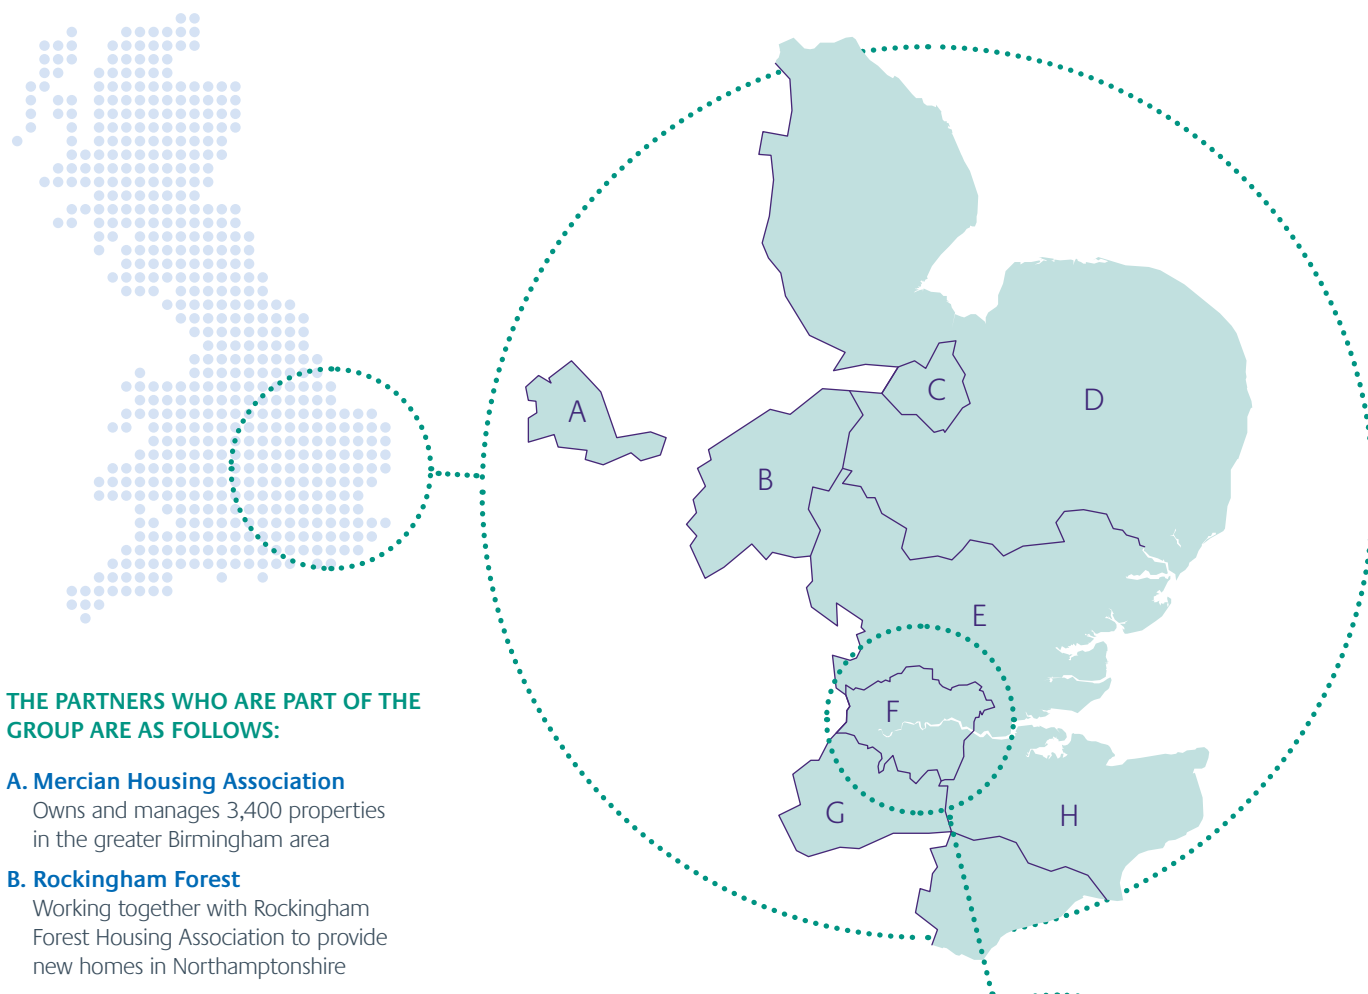 A
B
C
D
E
F
G
H
THE PARTNERS WHO ARE PART OF THE
GROUP ARE AS FOLLOWS:
A. Mercian Housing Association
Owns and manages 3,400 properties
in the greater Birmingham area
B. Rockingham Forest
Working together with Rockingham
Forest Housing Association to provide
new homes in Northamptonshire